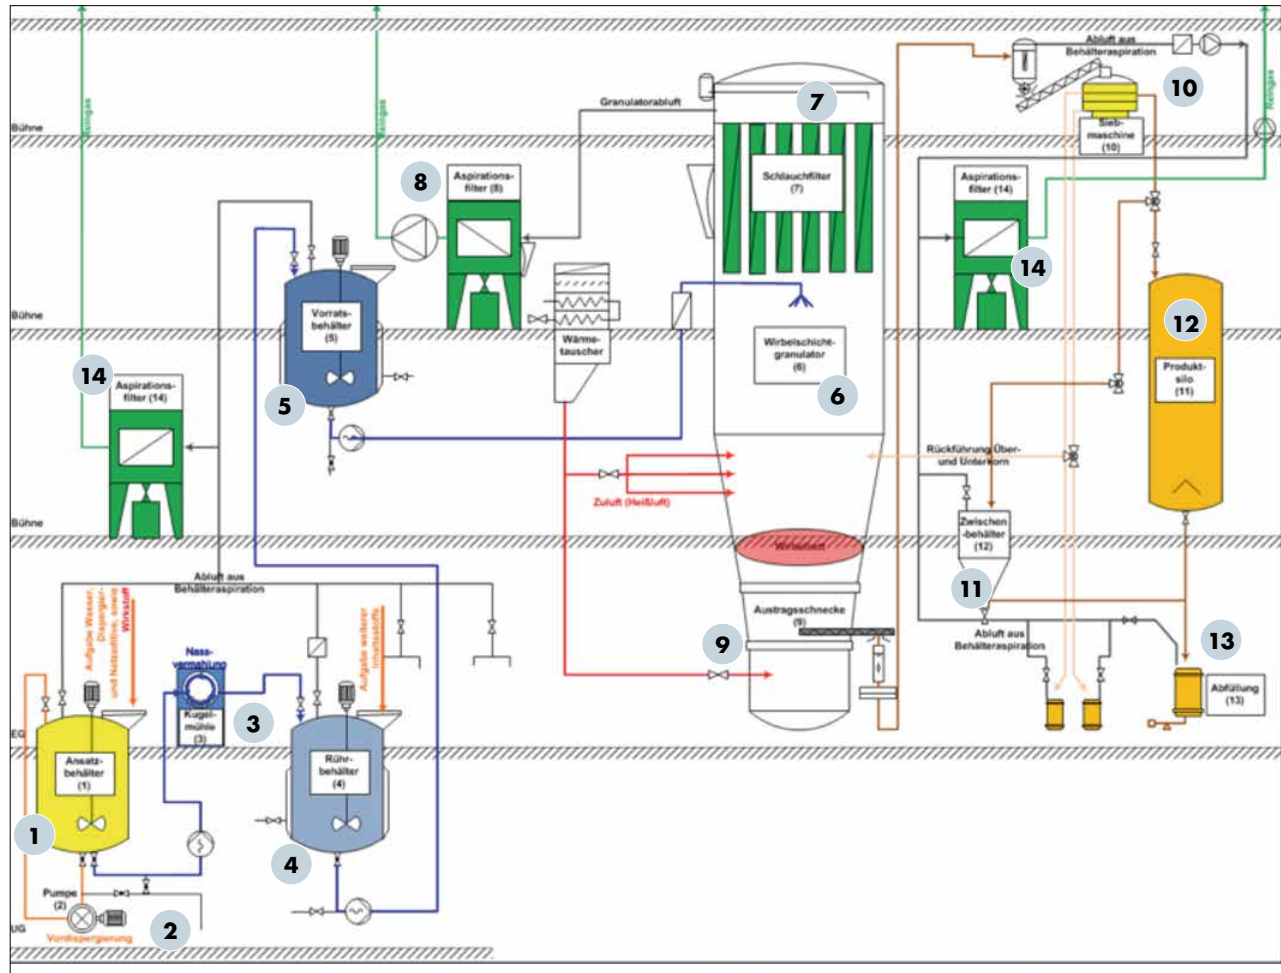 Abluft aus
Behälteraspiration
10
Reingas
Reingas
Reingas
7
Granulatorabluft
Bühne
Sieb-
maschine
(10)
8
Aspirations-
filter (8)
Schlauchfilter
(7)
Aspirations-
filter (14)
14
Bühne
Vorrats-
behälter
(5)
Wärme-
tauscher
Wirbelschicht-
granulator
(6)
12
Produkt-
silo
(11)
14
Aspirations-
filter (14)
5
6
Rückführung Über-
und Unterkorn
Zuluft (Heißluft)
Bühne
Wirbelbett
Zwischen
-behälter
(12)
11
Abluft aus
Behälteraspiration
Aufgabe Wasser,
Dispergier-
und Netzadditive, sowie
Wirkstoff
Aufgabe weiterer
Inhaltsstoffe
Austragsschnecke
(9)
9
Abluft aus
Behälteraspiration
13
Abfüllung
(13)
Nass-
vermahlung
Kugel-
mühle
(3)
3
EG
Ansatz-
behälter
(1)
Rühr-
behälter
(4)
1
4
Pumpe
(2)
UG
Vordispergierung
2